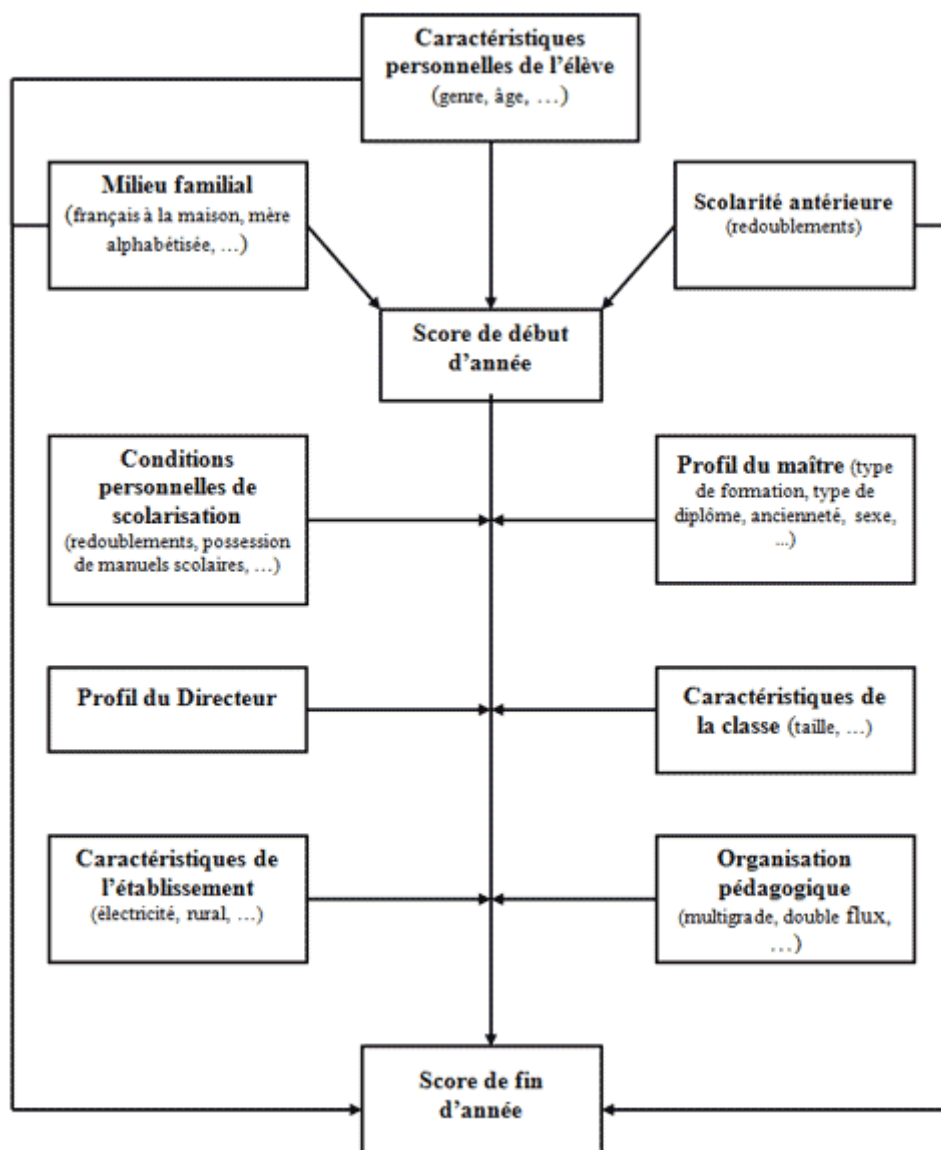 Caractéristiques
personnelles de l'élève
(genre, âge, …)
Milieu familial
(français à la maison, mère
alphabétisée, …)
Scolarité antérieure
(redoublements)
Score de début
d'année
Conditions
personnelles de
scolarisation
(redoublements, possession
de manuels scolaires, …)
Profil du maître (type
de formation, type de
diplôme, ancienneté, sexe,
...)
Profil du Directeur
Caractéristiques de
la classe (taille, …)
Caractéristiques de
l'établissement
(électricité, rural, …)
Organisation
pédagogique
(multigrade, double flux,
…)
Score de fin
d'année